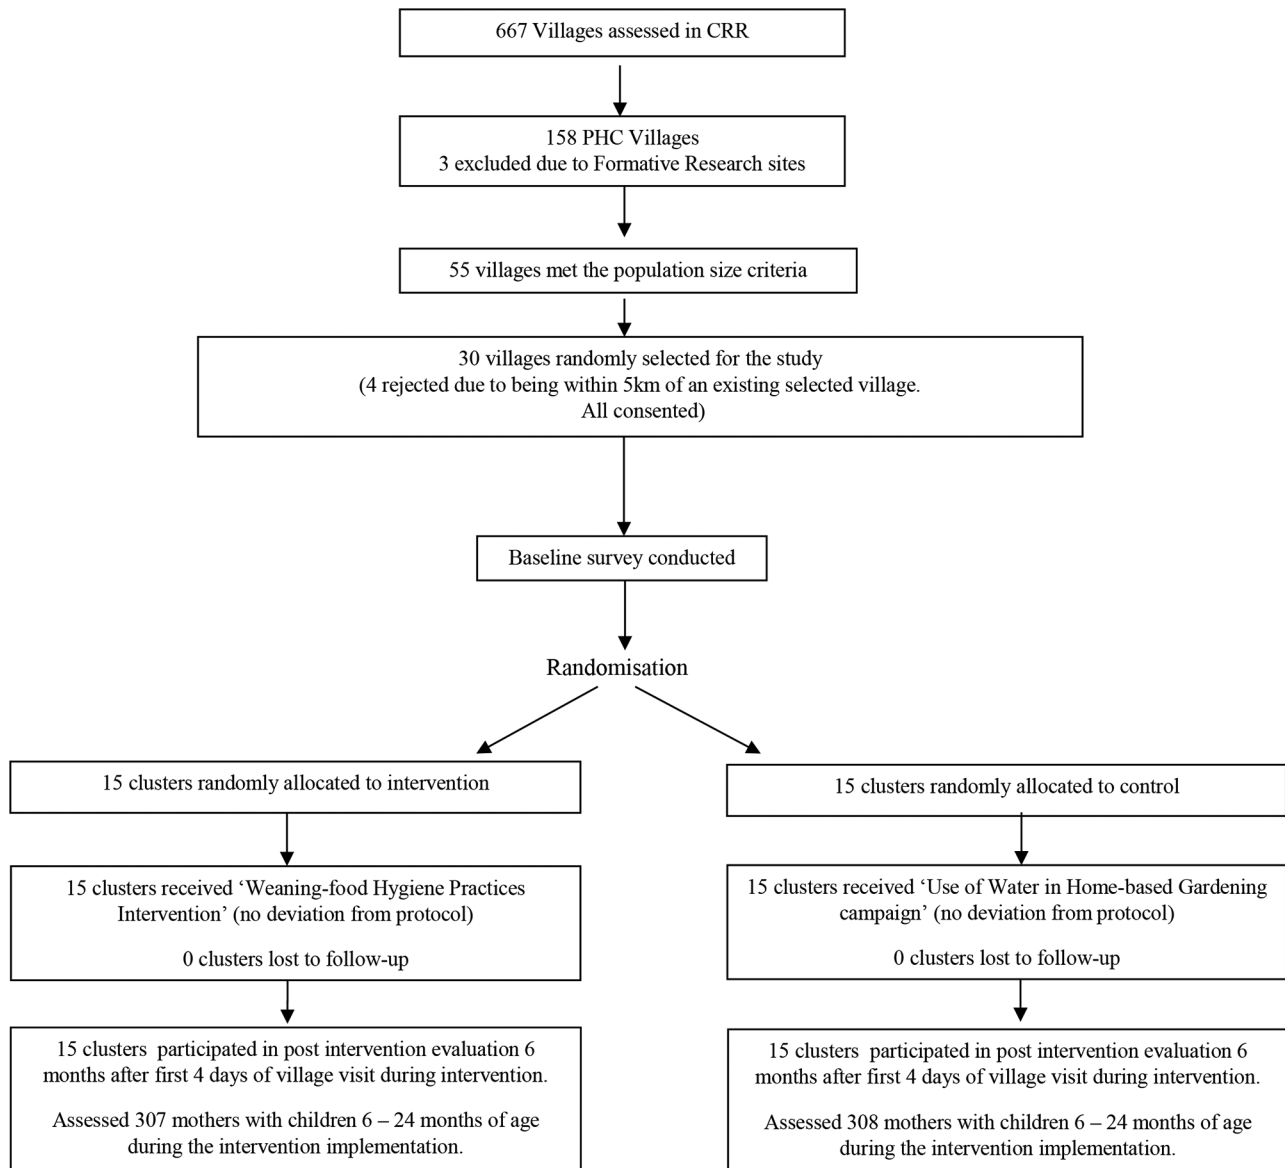 667 Villages assessed in CRR
158 PHC Villages
3 excluded due to Formative Research sites
55 villages met the population size criteria
30 villages randomly selected for the study
(4 rejected due to being within 5km of an existing selected village.
All consented)
Baseline survey conducted
Randomisation
15 clusters randomly allocated to intervention
15 clusters received ‘Weaning-food Hygiene Practices
Intervention’ (no deviation from protocol)
0 clusters lost to follow-up
15 clusters participated in post intervention evaluation 6
months after first 4 days of village visit during intervention.
Assessed 307 mothers with children 6 – 24 months of age
during the intervention implementation.
15 clusters randomly allocated to control
15 clusters received ‘Use of Water in Home-based Gardening
campaign’ (no deviation from protocol)
0 clusters lost to follow-up
15 clusters participated in post intervention evaluation 6
months after first 4 days of village visit during intervention.
Assessed 308 mothers with children 6 – 24 months of age
during the intervention implementation.